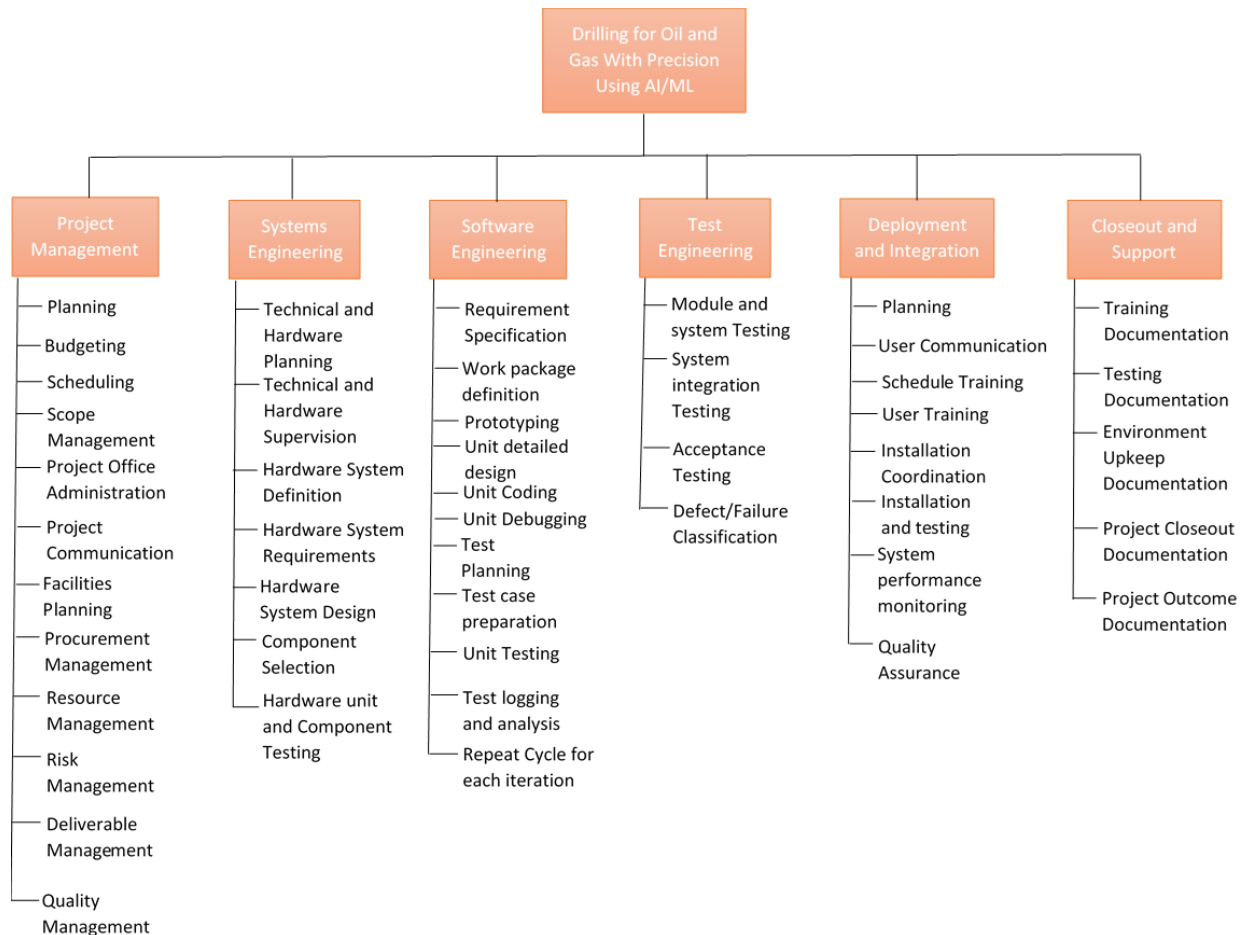 Drilling for Oil and
Gas With Precision
Using AI/ML
Project
Management
Planning
Budgeting
Scheduling
Scope
Management
Project Office
Administration
Project
Communication
Facilities
Planning
Procurement
Management
Resource
Management
Risk
Management
Deliverable
Management
Quality
Management
Systems
Engineering
Technical and
Hardware
Planning
Technical and
Hardware
Supervision
Hardware System
Definition
Hardware System
Requirements
Hardware
System Design
Component
Selection
Hardware unit
and Component
Testing
Software
Engineering
Requirement
Specification
Work package
definition
Prototyping
Unit detailed
design
Unit Coding
Unit Debugging
Test
Planning
Test case
preparation
Unit Testing
Test logging
and analysis
Repeat Cycle for
each iteration
Test
Engineering
Module and
system Testing
System
integration
Testing
Acceptance
Testing
Defect/Failure
Classification
Deployment
and Integration
Planning
User Communication
Schedule Training
User Training
Installation
Coordination
Installation
and testing
System
performance
monitoring
Quality
Assurance
Closeout and
Support
Training
Documentation
Testing
Documentation
Environment
Upkeep
Documentation
Project Closeout
Documentation
Project Outcome
Documentation